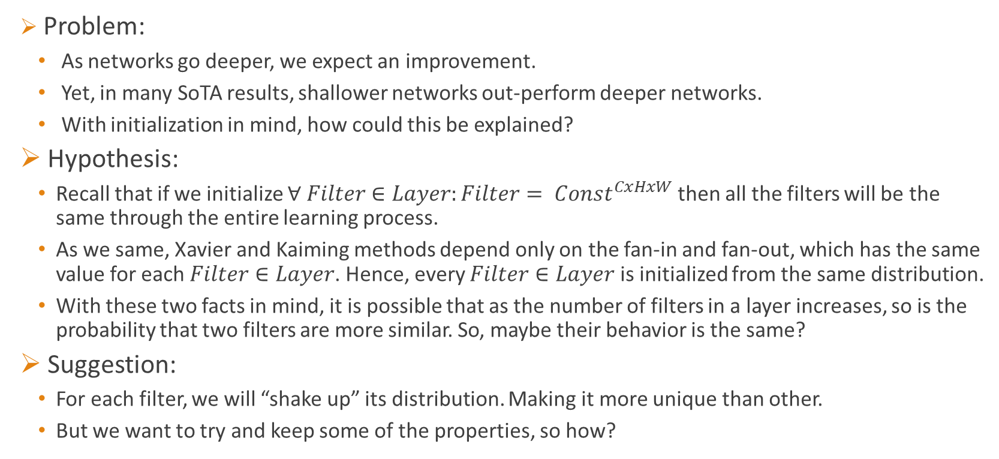 Problem:
As networks go deeper, we expect an improvement.
Yet, in many SoTA results, shallower networks out-perform deeper networks.
With initialization in mind, how could this be explained?
Hypothesis:
Recall that if we initialize ∀ Filter ∈ Layer: Filter = Const^{CxHxW} then all the filters will be the
same through the entire learning process.
As we same, Xavier and Kaiming methods depend only on the fan-in and fan-out, which has the same
value for each Filter ∈ Layer. Hence, every Filter ∈ Layer is initialized from the same distribution.
With these two facts in mind, it is possible that as the number of filters in a layer increases, so is the
probability that two filters are more similar. So, maybe their behavior is the same?
Suggestion:
For each filter, we will “shake up” its distribution. Making it more unique than other.
But we want to try and keep some of the properties, so how?